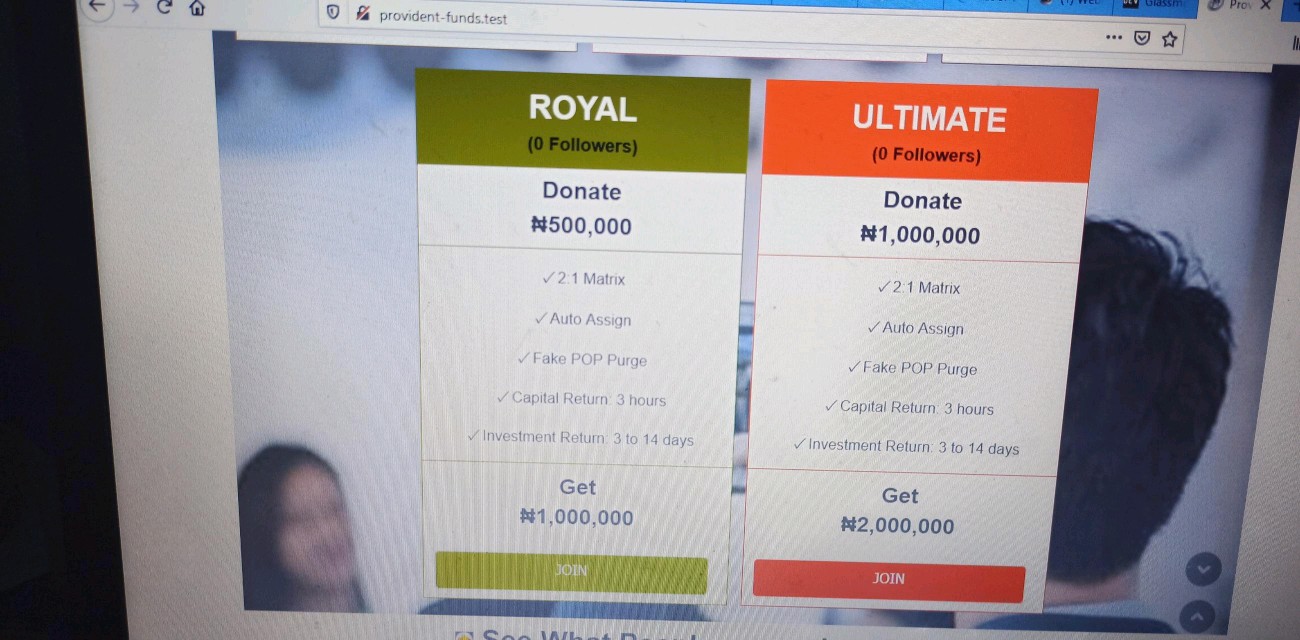 provident-funds.test
ROYAL
(0 Followers)
Donate
₦500,000
✓2:1 Matrix
✓Auto Assign
✓Fake POP Purge
✓Capital Return: 3 hours
✓Investment Return: 3 to 14 days
Get
₦1,000,000
JOIN
ULTIMATE
(0 Followers)
Donate
₦1,000,000
✓2:1 Matrix
✓Auto Assign
✓Fake POP Purge
✓Capital Return: 3 hours
✓Investment Return: 3 to 14 days
Get
₦2,000,000
JOIN
See What